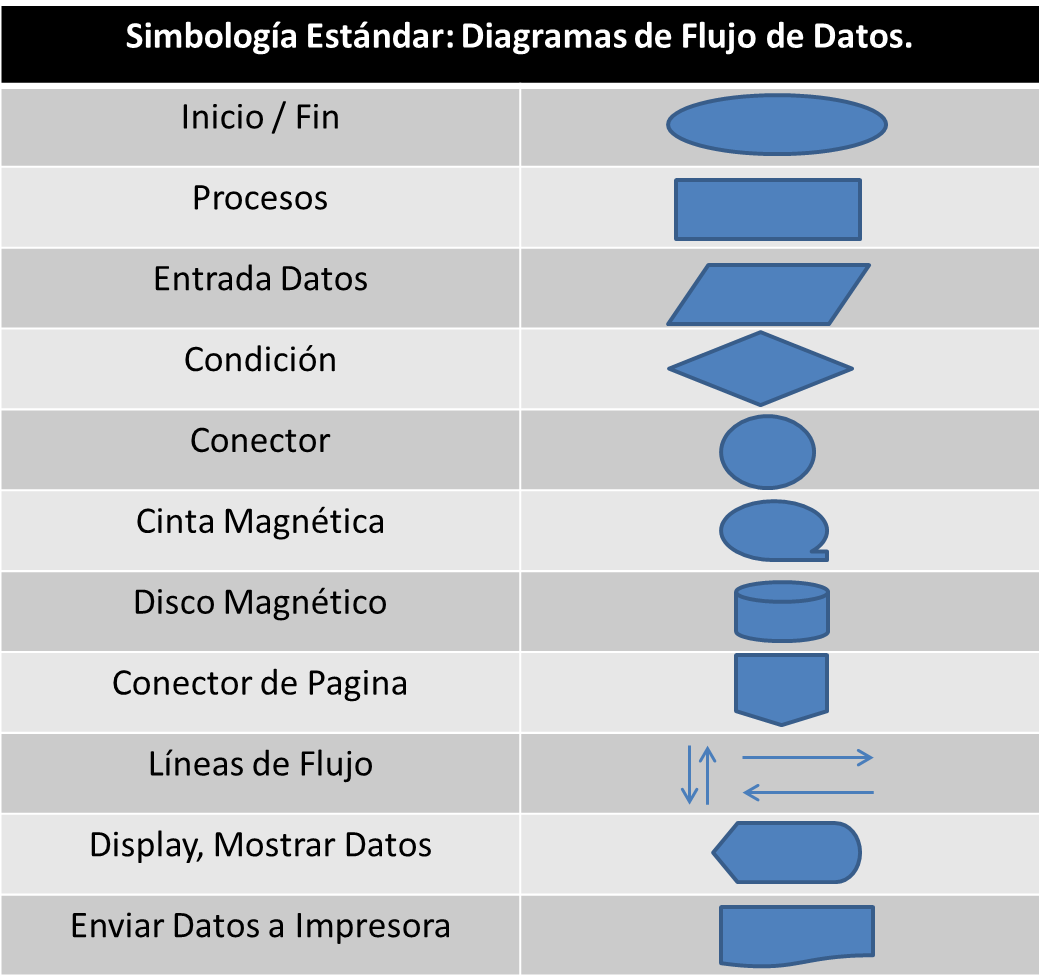 Simbología Estándar: Diagramas de Flujo de Datos.
Inicio / Fin
Procesos
Entrada Datos
Condición
Conector
Cinta Magnética
Disco Magnético
Conector de Pagina
Líneas de Flujo
Display, Mostrar Datos
Enviar Datos a Impresora